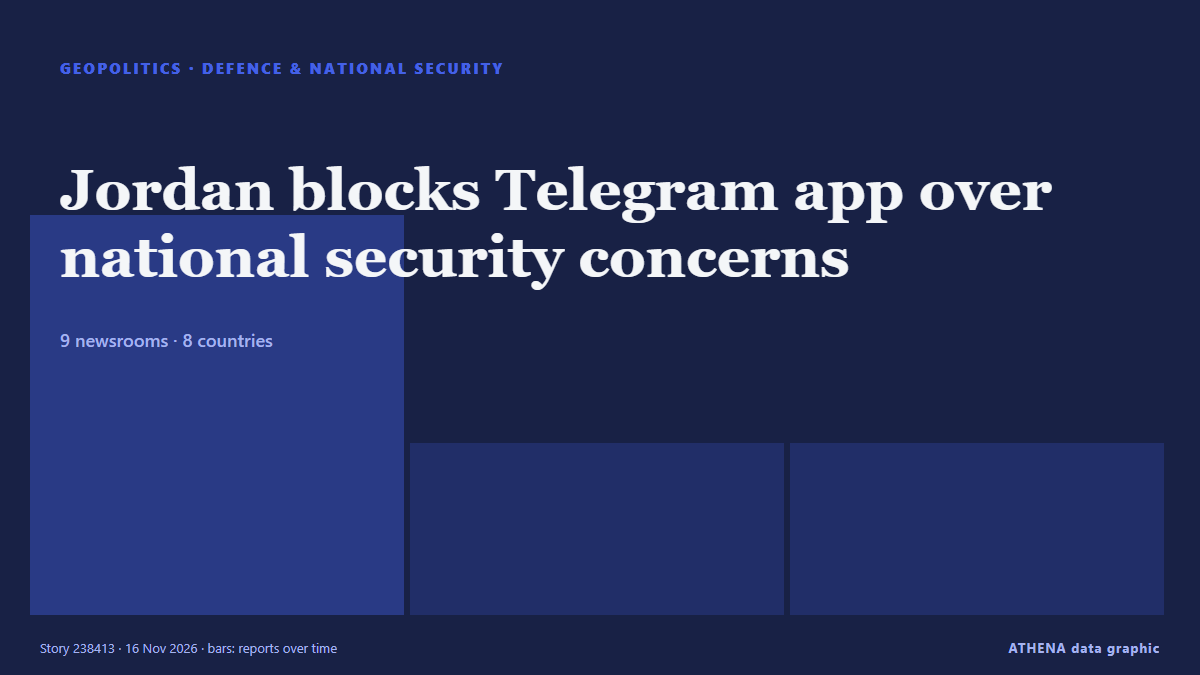 GEOPOLITICS · DEFENCE & NATIONAL SECURITY
Jordan blocks Telegram app over
national security concerns
9 newsrooms · 8 countries
Story 238413 · 16 Nov 2026 · bars: reports over time
ATHENA data graphic